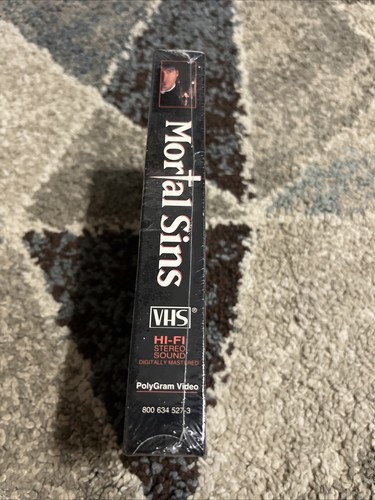 Mortal Sins
VHS®
HI-FI
STEREO
SOUND
DIGITALLY MASTERED
PolyGram Video
800 634 527-3